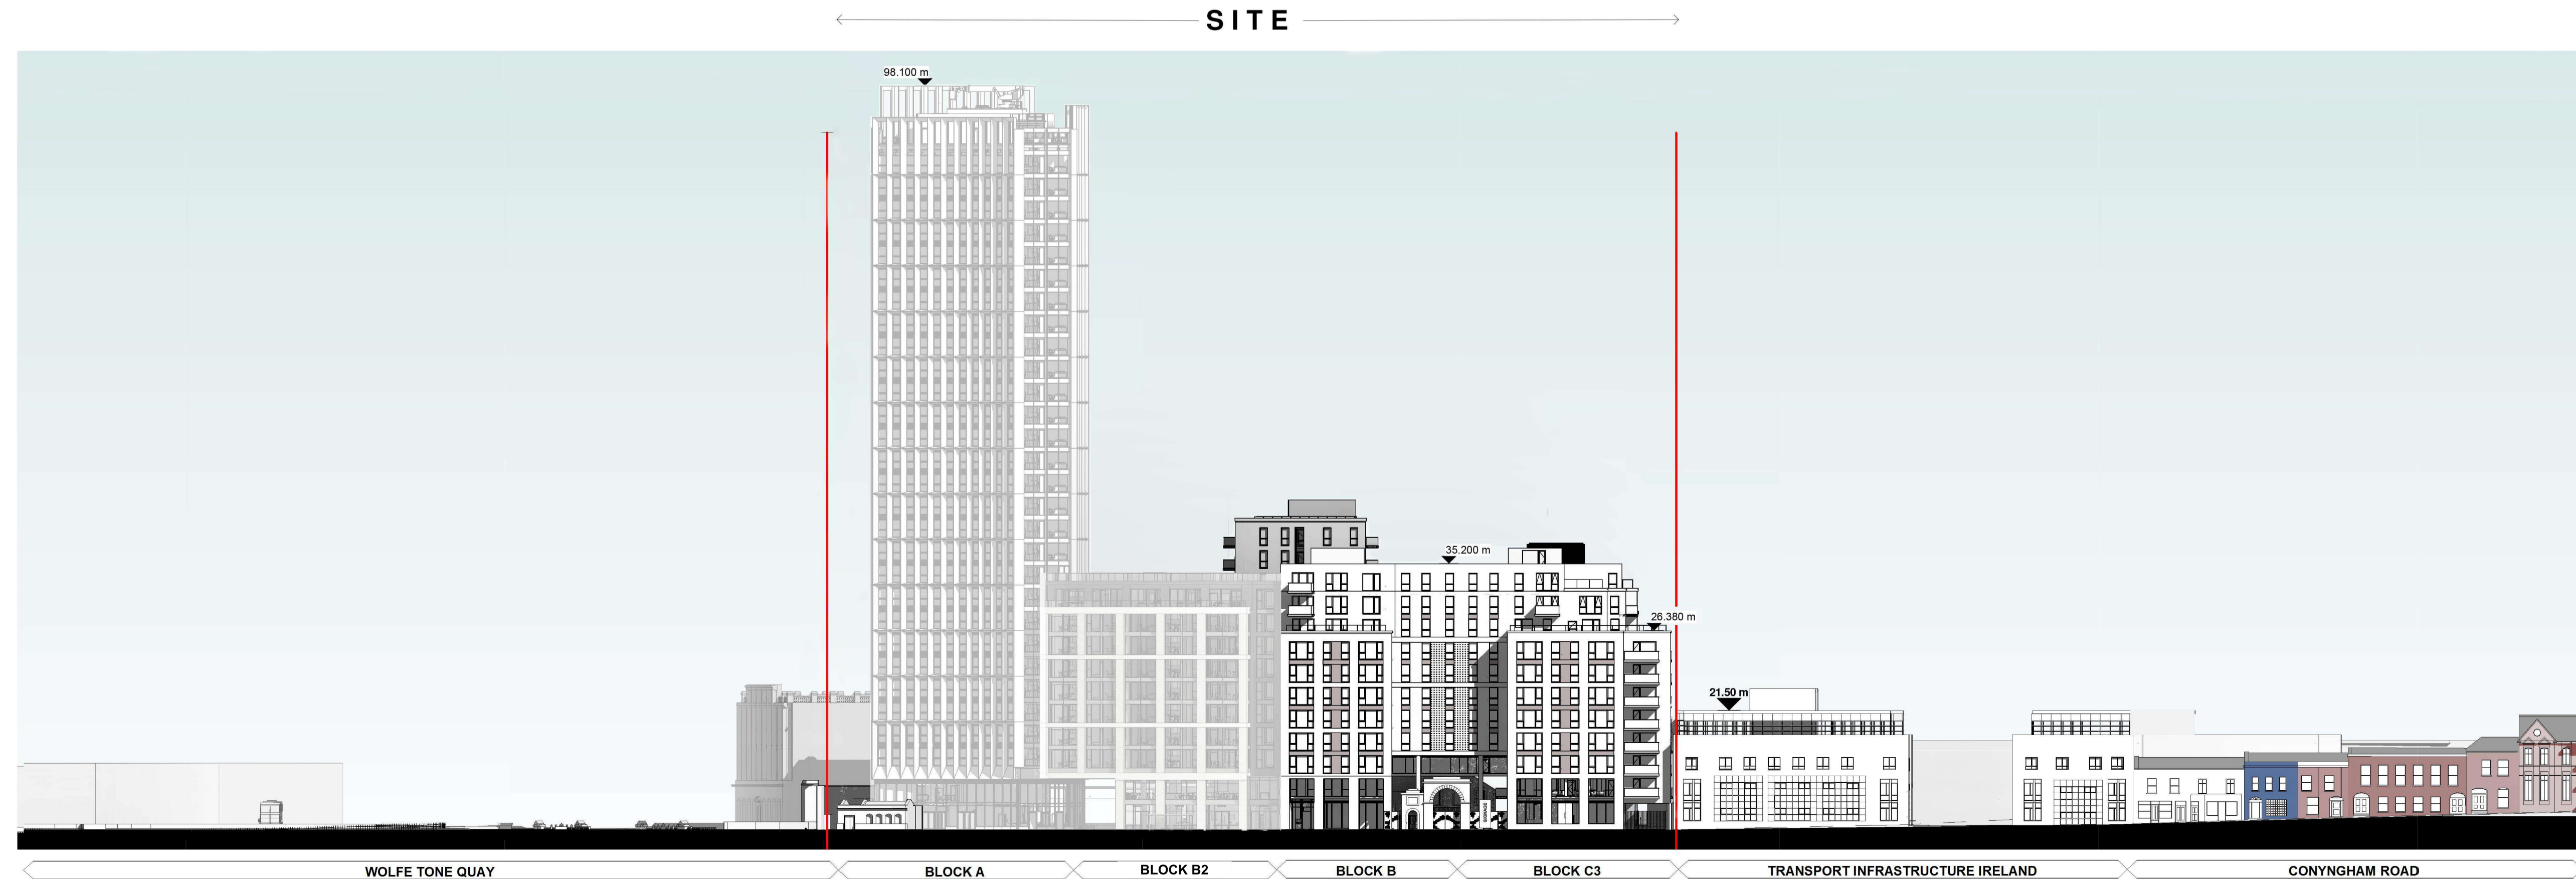 SITE
98.100 m
35.200 m
26.380 m
21.50 m
WOLFE TONE QUAY
BLOCK A
BLOCK B2
BLOCK B
BLOCK C3
TRANSPORT INFRASTRUCTURE IRELAND
CONYNGHAM ROAD